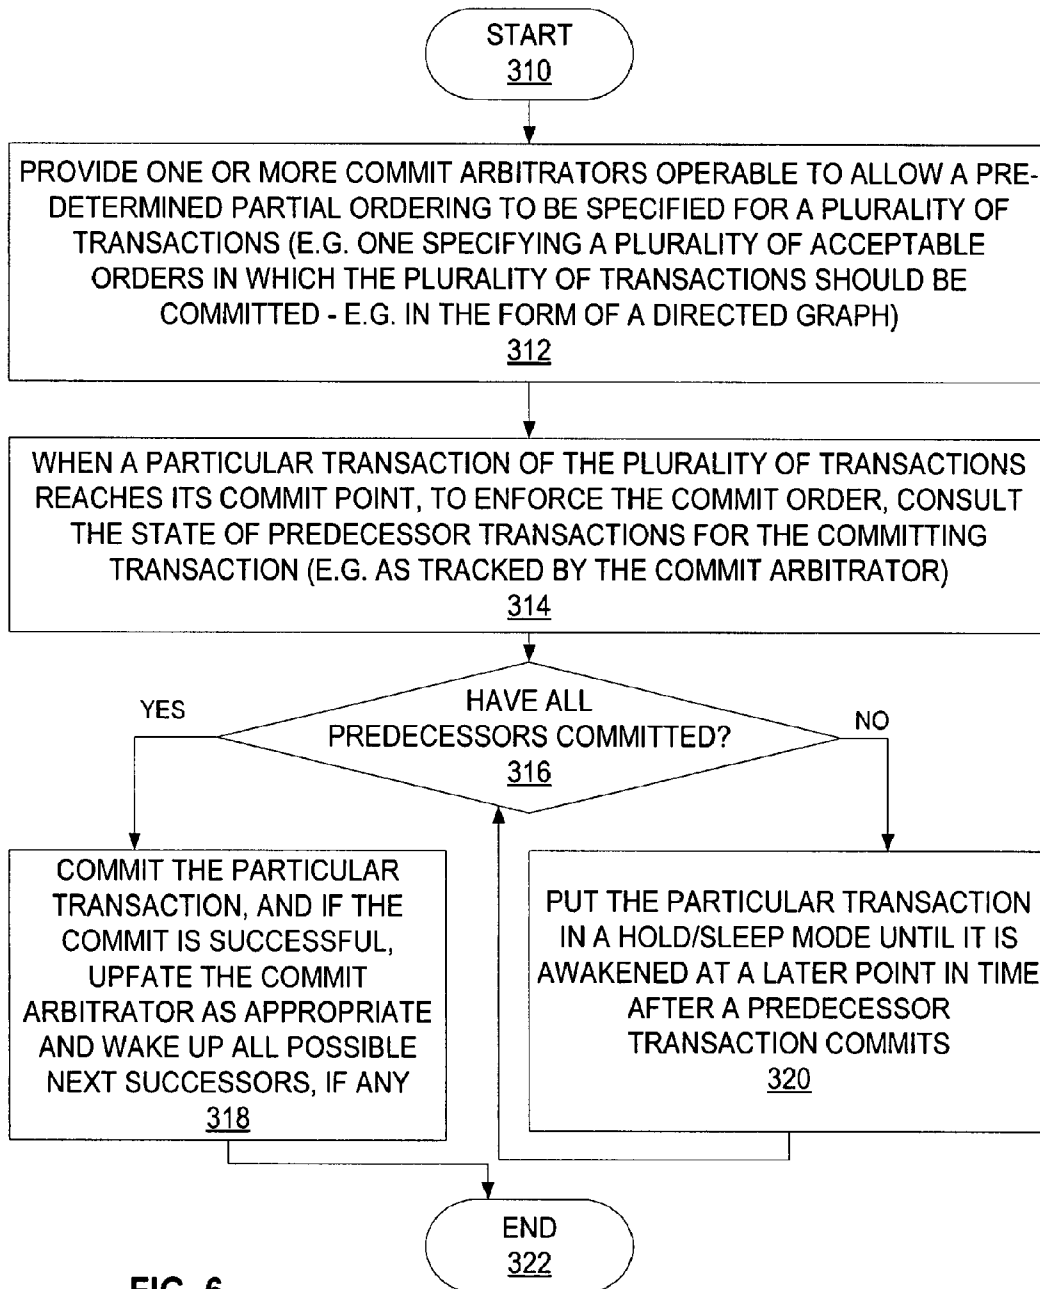 START
310
PROVIDE ONE OR MORE COMMIT ARBITRATORS OPERABLE TO ALLOW A PRE-
DETERMINED PARTIAL ORDERING TO BE SPECIFIED FOR A PLURALITY OF
TRANSACTIONS (E.G. ONE SPECIFYING A PLURALITY OF ACCEPTABLE
ORDERS IN WHICH THE PLURALITY OF TRANSACTIONS SHOULD BE
COMMITTED - E.G. IN THE FORM OF A DIRECTED GRAPH)
312
WHEN A PARTICULAR TRANSACTION OF THE PLURALITY OF TRANSACTIONS
REACHES ITS COMMIT POINT, TO ENFORCE THE COMMIT ORDER, CONSULT
THE STATE OF PREDECESSOR TRANSACTIONS FOR THE COMMITTING
TRANSACTION (E.G. AS TRACKED BY THE COMMIT ARBITRATOR)
314
HAVE ALL
PREDECESSORS COMMITTED?
316
YES
NO
COMMIT THE PARTICULAR
TRANSACTION, AND IF THE
COMMIT IS SUCCESSFUL,
UPFATE THE COMMIT
ARBITRATOR AS APPROPRIATE
AND WAKE UP ALL POSSIBLE
NEXT SUCCESSORS, IF ANY
318
PUT THE PARTICULAR TRANSACTION
IN A HOLD/SLEEP MODE UNTIL IT IS
AWAKENED AT A LATER POINT IN TIME
AFTER A PREDECESSOR
TRANSACTION COMMITS
320
END
322
FIG. 6